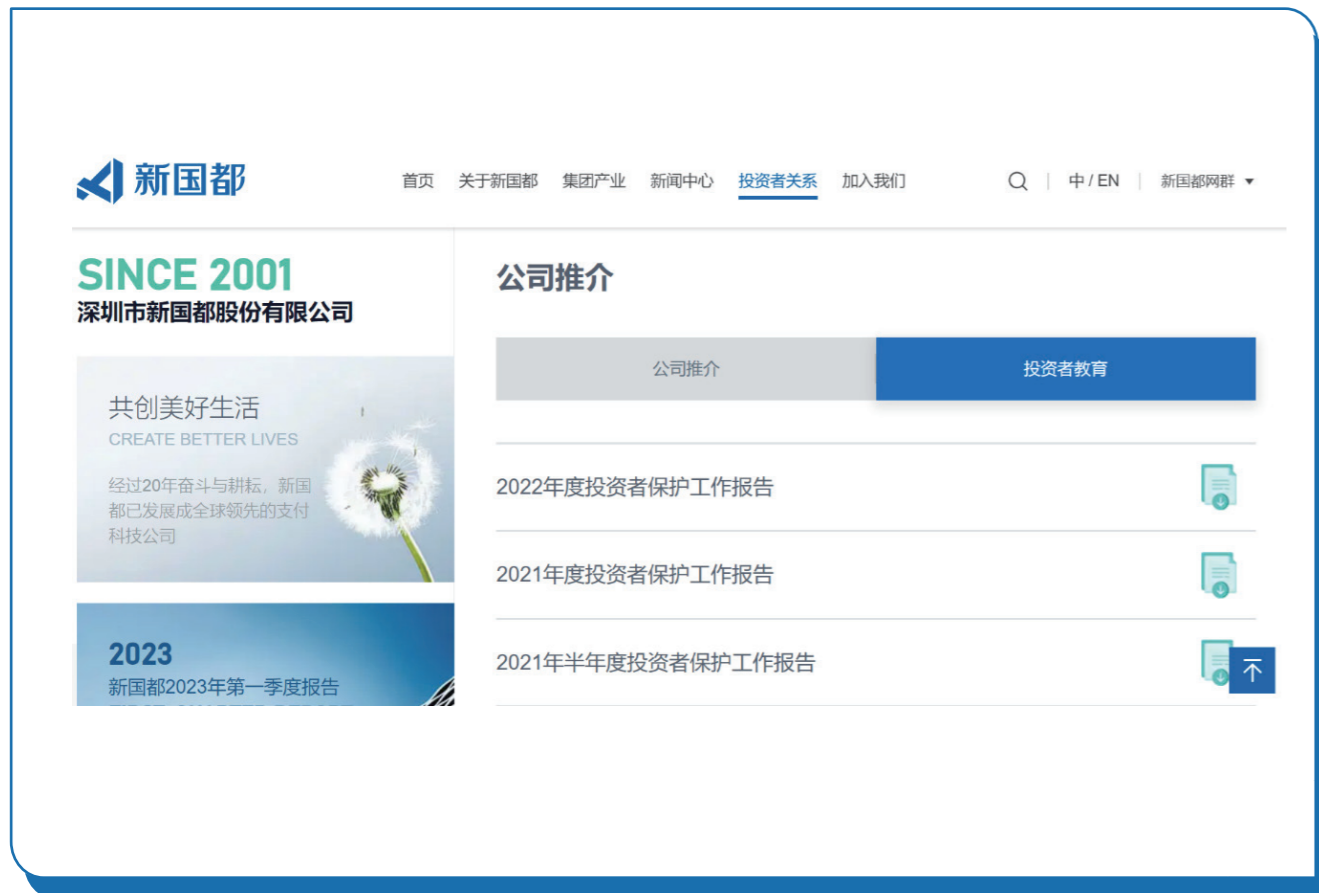 新国都
首页 关于新国都 集团产业 新闻中心 投资者关系 加入我们 中 / EN 新国都网群
SINCE 2001
深圳市新国都股份有限公司
共创美好生活
CREATE BETTER LIVES
经过20年奋斗与耕耘，新国
都已发展成全球领先的支付
科技公司
2023
新国都2023年第一季度报告
公司推介
公司推介 投资者教育
2022年度投资者保护工作报告
2021年度投资者保护工作报告
2021年半年度投资者保护工作报告